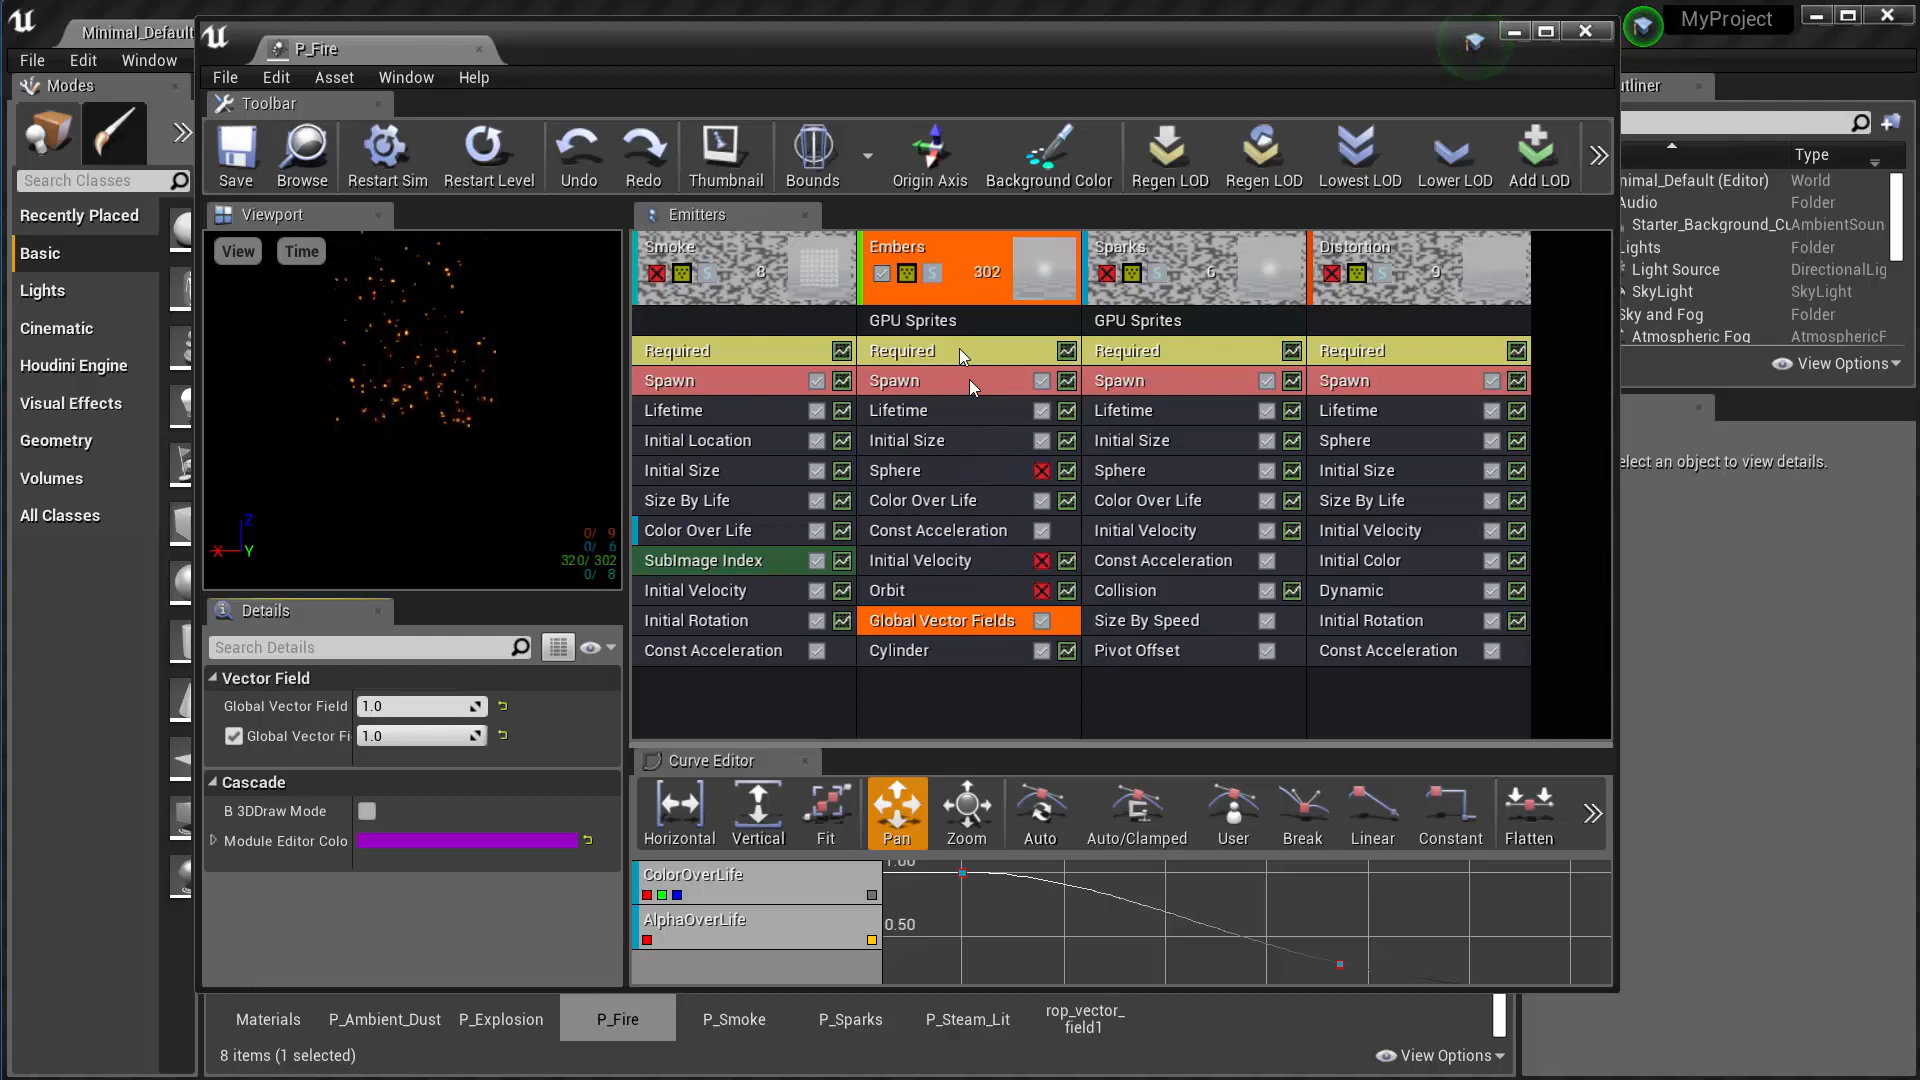 Minimal_Default
P_Fire
MyProject
File Edit Window
File Edit Asset Window Help
Modes
Toolbar
Save Browse Restart Sim Restart Level Undo Redo Thumbnail Bounds Origin Axis Background Color Regen LOD Regen LOD Lowest LOD Lower LOD Add LOD
Search Classes
Recently Placed
Basic
Lights
Cinematic
Houdini Engine
Visual Effects
Geometry
Volumes
All Classes
Viewport
View Time
Z
X Y
0/ 9
0/ 6
320/ 302
0/ 8
Details
Search Details
Vector Field
Global Vector Field 1.0
Global Vector Fi 1.0
Cascade
B 3DDraw Mode
Module Editor Colo
Emitters
Smoke Embers Sparks Distortion
S 8 S 302 S 6 S 9
GPU Sprites GPU Sprites
Required Required Required Required
Spawn Spawn Spawn Spawn
Lifetime Lifetime Lifetime Lifetime
Initial Location Initial Size Initial Size Sphere
Initial Size Sphere Sphere Initial Size
Size By Life Color Over Life Color Over Life Size By Life
Color Over Life Const Acceleration Initial Velocity Initial Velocity
SubImage Index Initial Velocity Const Acceleration Initial Color
Initial Velocity Orbit Collision Dynamic
Initial Rotation Global Vector Fields Size By Speed Initial Rotation
Const Acceleration Cylinder Pivot Offset Const Acceleration
Curve Editor
Horizontal Vertical Fit Pan Zoom Auto Auto/Clamped User Break Linear Constant Flatten
ColorOverLife
AlphaOverLife
1.00
0.50
utliner
Type
nimal_Default (Editor) World
Audio Folder
Starter_Background_Cu AmbientSoun
Lights Folder
Light Source DirectionalLig
SkyLight SkyLight
Sky and Fog Folder
Atmospheric Fog AtmosphericF
View Options
elect an object to view details.
Materials P_Ambient_Dust P_Explosion P_Fire P_Smoke P_Sparks P_Steam_Lit rop_vector_
field1
8 items (1 selected)
View Options